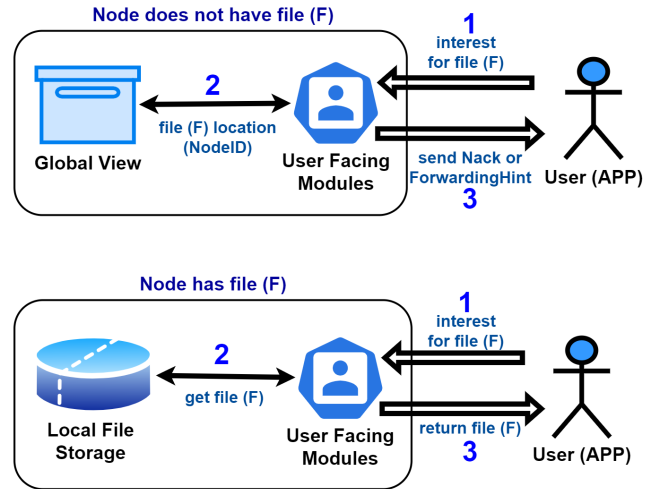 Node does not have file (F)
1
interest
for file (F)
2
file (F) location
(NodeID)
Global View
User Facing
Modules
send Nack or
ForwardingHint
3
User (APP)
Node has file (F)
1
interest
for file (F)
2
get file (F)
Local File
Storage
User Facing
Modules
return file (F)
3
User (APP)